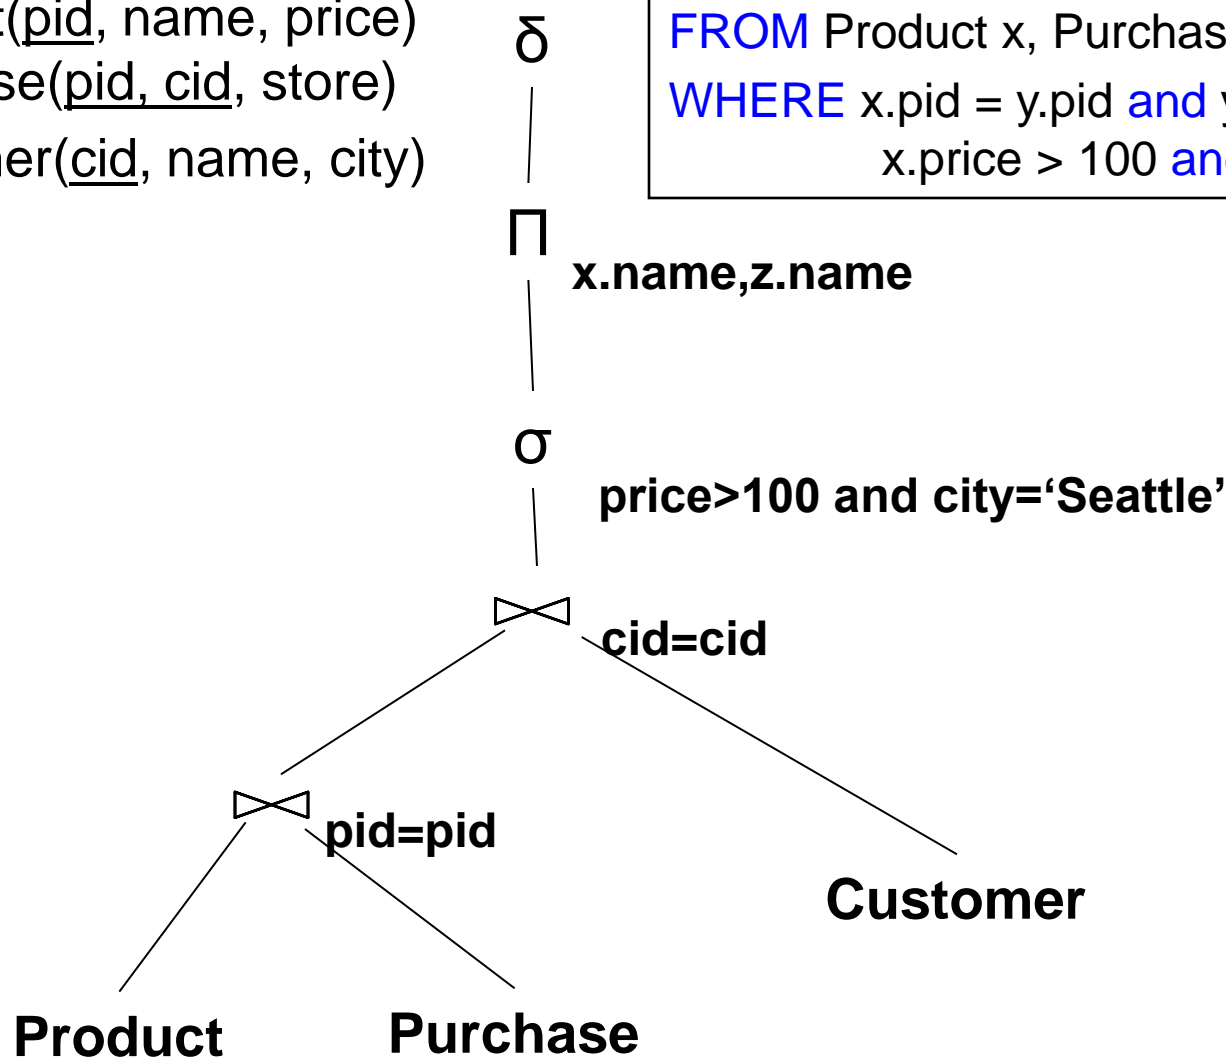 t(pid, name, price)
se(pid, cid, store)
ner(cid, name, city)
δ
FROM Product x, Purchas
WHERE x.pid = y.pid and y
x.price > 100 and
Π
x.name,z.name
σ
price>100 and city=‘Seattle’
cid=cid
pid=pid
Customer
Product
Purchase